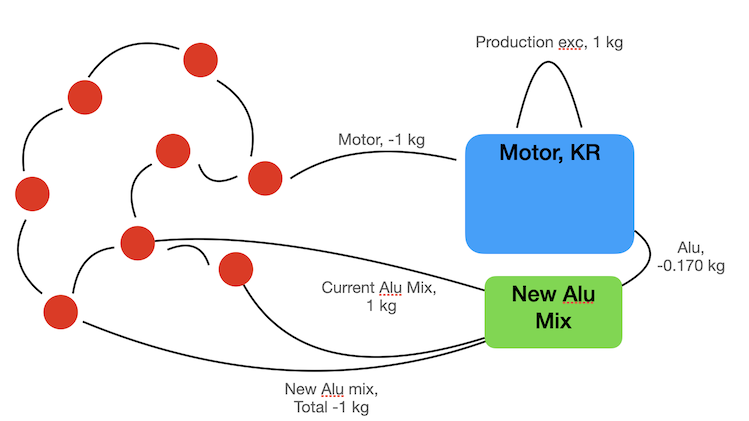 Production exc, 1 kg
Motor, -1 kg
Motor, KR
Alu,
-0.170 kg
Current Alu Mix,
1 kg
New Alu
Mix
New Alu mix,
Total -1 kg